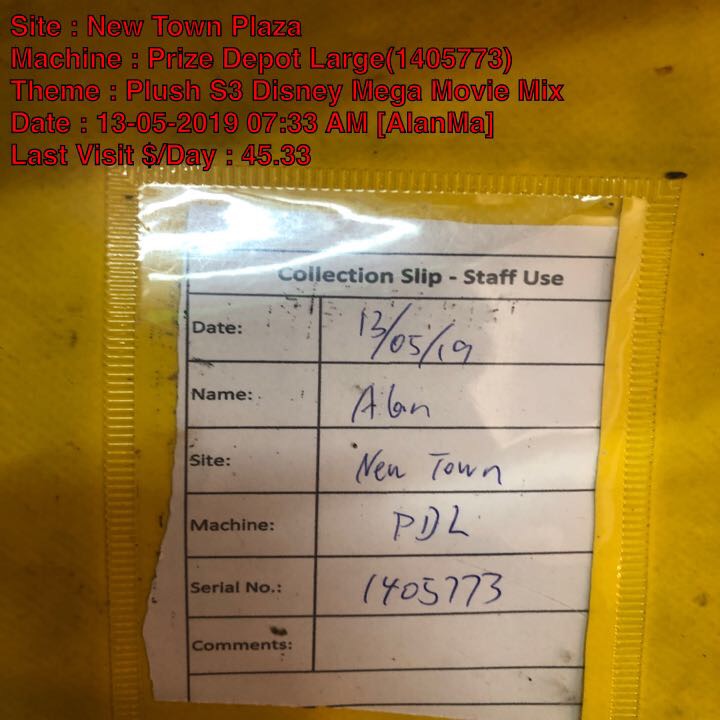 Site : New Town Plaza
Machine : Prize Depot Large(1405773)
Theme : Plush S3 Disney Mega Movie Mix
Date : 13-05-2019 07:33 AM [AlanMa]
Last Visit $/Day : 45.33
Collection Slip - Staff Use
Date: 13/05/19
Name: Alan
Site: New Town
Machine: PDL
Serial No.: 1405773
Comments: